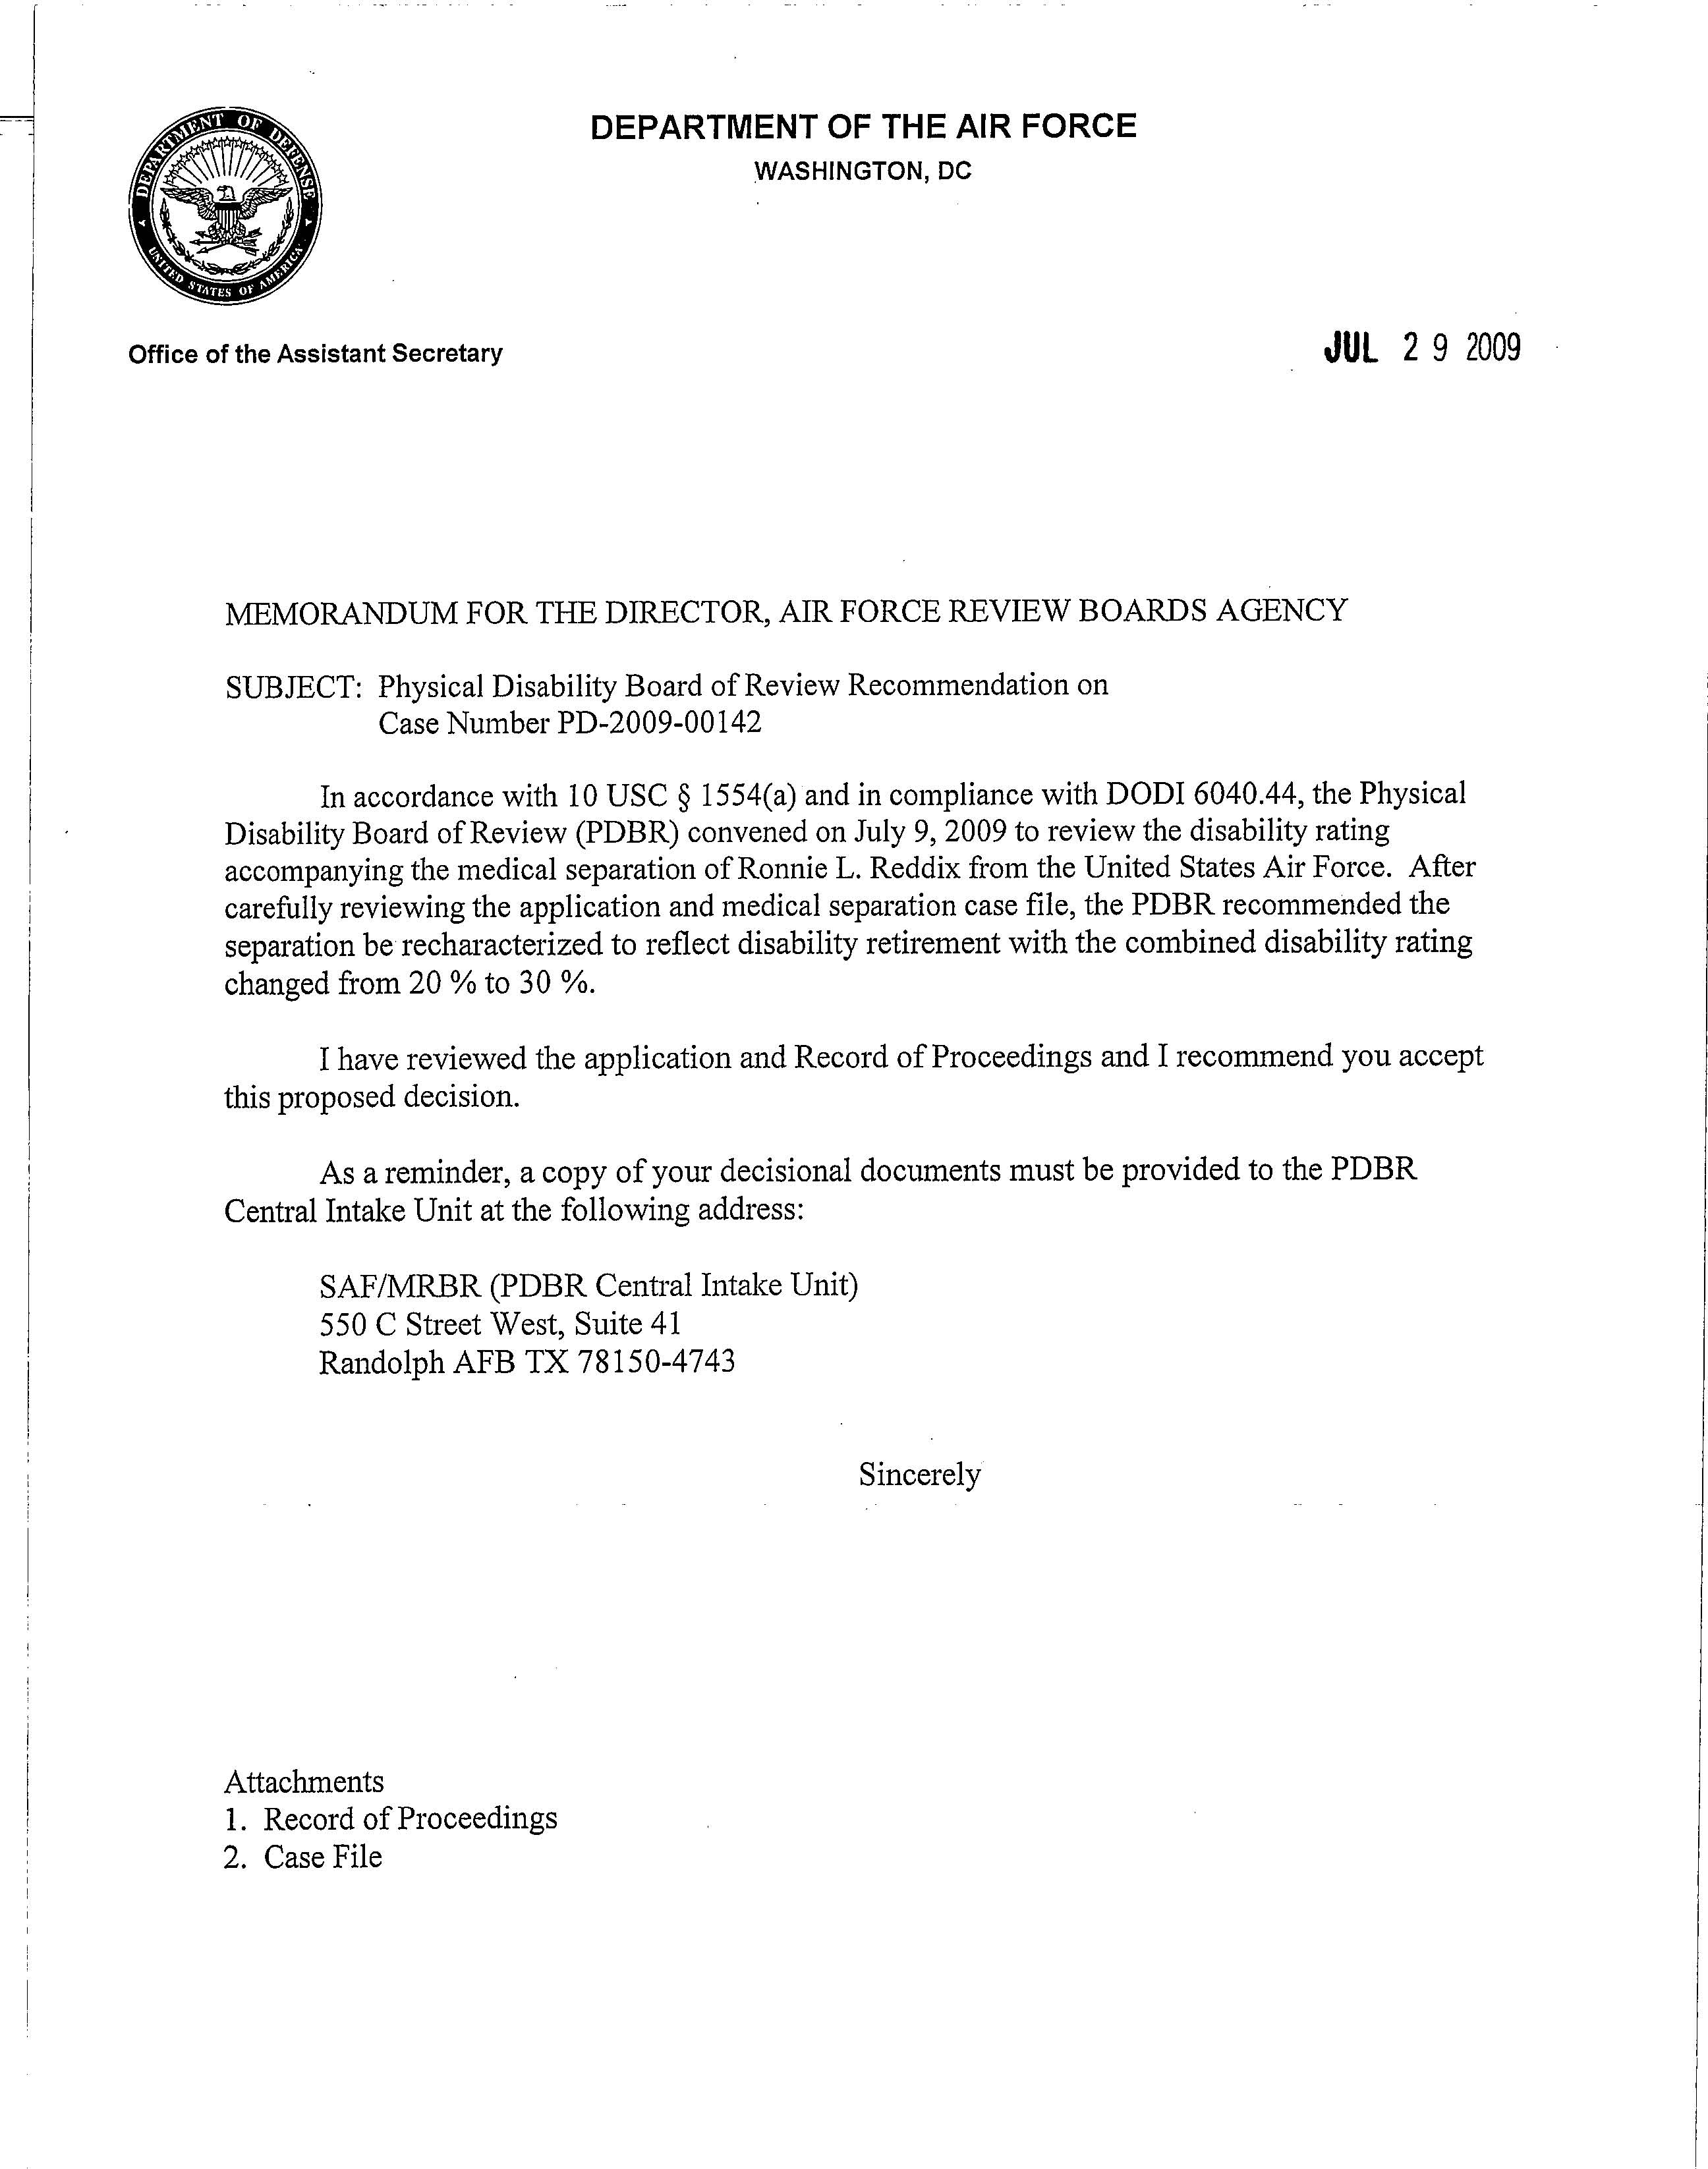 DEPARTMENT OF DEFENSE
UNITED STATES OF AMERICA
DEPARTMENT OF THE AIR FORCE
WASHINGTON, DC
Office of the Assistant Secretary
JUL 29 2009
MEMORANDUM FOR THE DIRECTOR, AIR FORCE REVIEW BOARDS AGENCY
SUBJECT: Physical Disability Board of Review Recommendation on
Case Number PD-2009-00142
In accordance with 10 USC § 1554(a) and in compliance with DODI 6040.44, the Physical
Disability Board of Review (PDBR) convened on July 9, 2009 to review the disability rating
accompanying the medical separation of Ronnie L. Reddix from the United States Air Force. After
carefully reviewing the application and medical separation case file, the PDBR recommended the
separation be recharacterized to reflect disability retirement with the combined disability rating
changed from 20 % to 30 %.
I have reviewed the application and Record of Proceedings and I recommend you accept
this proposed decision.
As a reminder, a copy of your decisional documents must be provided to the PDBR
Central Intake Unit at the following address:
SAF/MRBR (PDBR Central Intake Unit)
550 C Street West, Suite 41
Randolph AFB TX 78150-4743
Sincerely
Attachments
1. Record of Proceedings
2. Case File